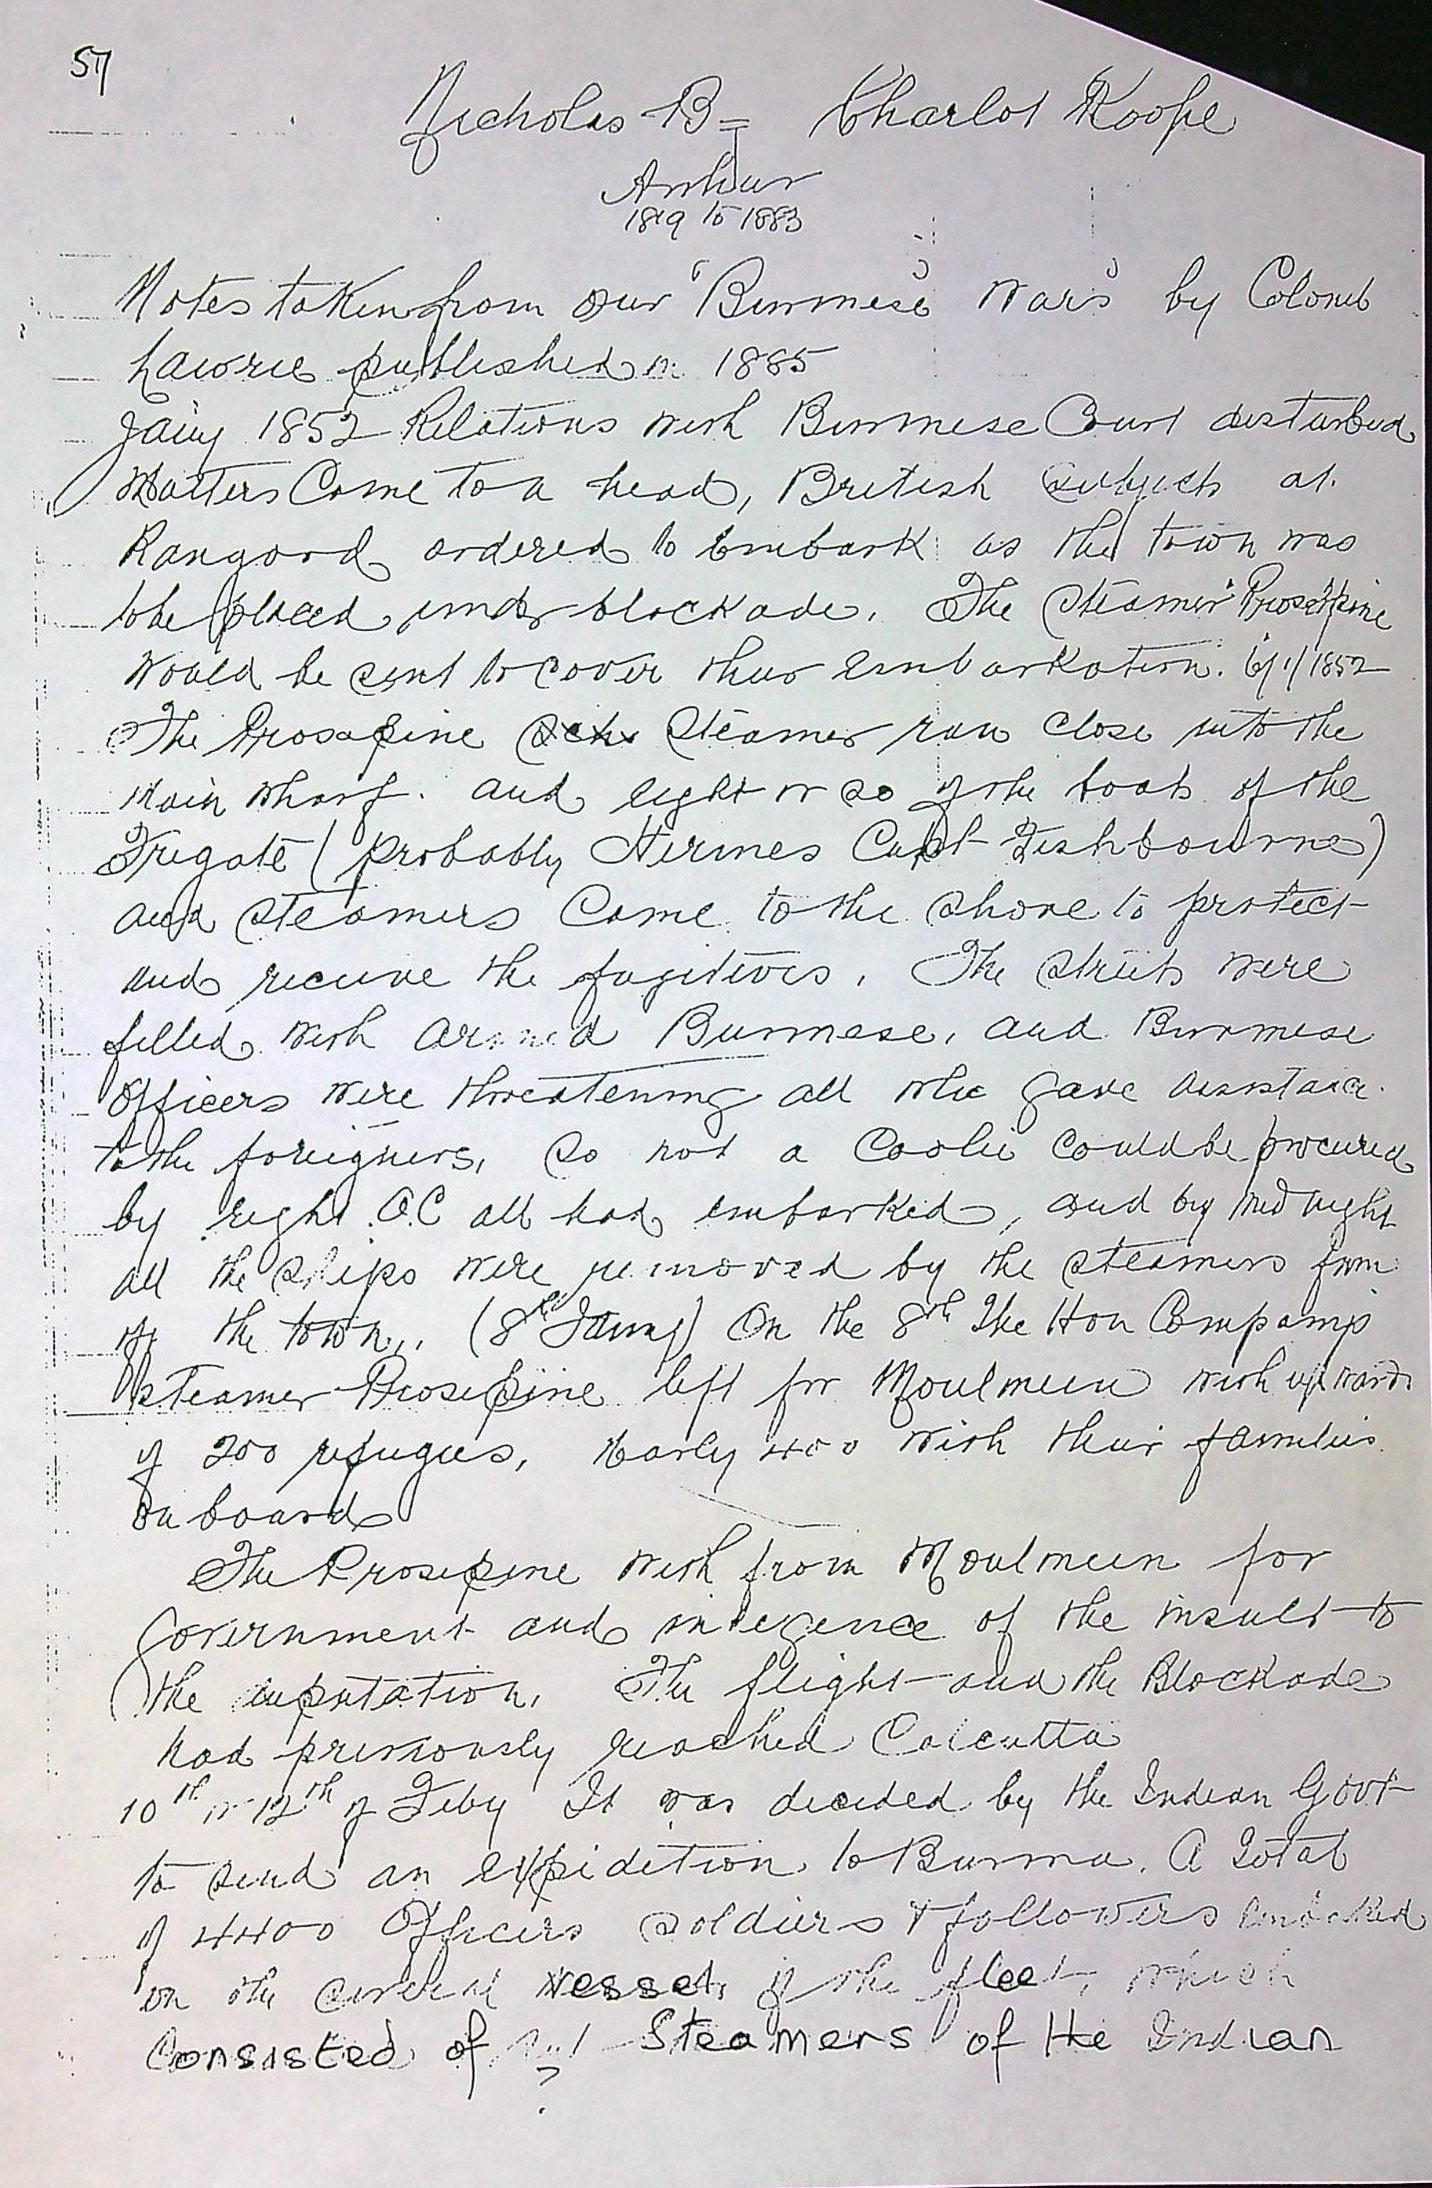 57
Nicholas B = Charlot Koope
Arthur
1819 to 1883
Notes taken from Our "Burmese Wars" by Colonel
Lawrie published in 1885
Jany 1852 Relations with Burmese Court disturbed
Matters Come to a head, British subjects at
Rangoord ordered to Embark as the town was
to be placed under blockade. The Steamer "Proserpine
Would be sent to cover their embarkation. 6/1/1852
The Prosapine Steamer ran close into the
Main Wharf. and eight or so of the boats of the
Frigate (probably Hermes Capt Fishbourne)
and steamers Came to the shore to protect
and receive the fugitives. The streets were
filled with armed Burmese, and Burmese
Officers were threatening all who gave assistance
to the foreigners, so not a Coolie could be procured
by eight O.C all had embarked, and by midnight
all the ships were removed by the steamers from
off the town,, (8th Jany) On the 8th The Hon Companys
steamer Prosepine left for Moulmein with upwards
of 200 refugees, Nearly 400 with their families
on board
The Prosepine with from Moulmein for
Government and of the insult to
the deputation, The flight and the Blockade
had previously reached Calcutta
10th or 12th of Feby It was decided by the Indian Govt
to send an expidition to Burma. A total
of 4400 Officers soldiers & followers Embarked
on the vessels of the fleet, which
Consisted of Steamers of the Indian
?